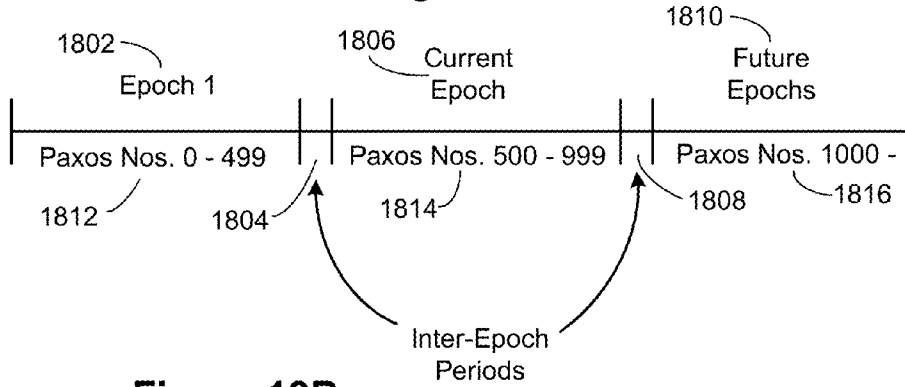 1802
Epoch 1
1806
Current
Epoch
1810
Future
Epochs
Paxos Nos. 0 - 499
Paxos Nos. 500 - 999
Paxos Nos. 1000 -
1812
1804
1814
1808
1816
Inter-Epoch
Periods